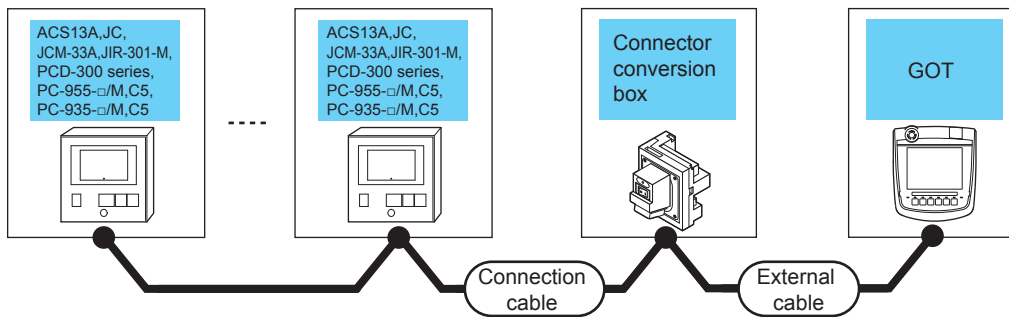 ACS13A,JC,
JCM-33A,JIR-301-M,
PCD-300 series,
PC-955-□/M,C5,
PC-935-□/M,C5
ACS13A,JC,
JCM-33A,JIR-301-M,
PCD-300 series,
PC-955-□/M,C5,
PC-935-□/M,C5
Connector
conversion
box
GOT
Connection
cable
External
cable